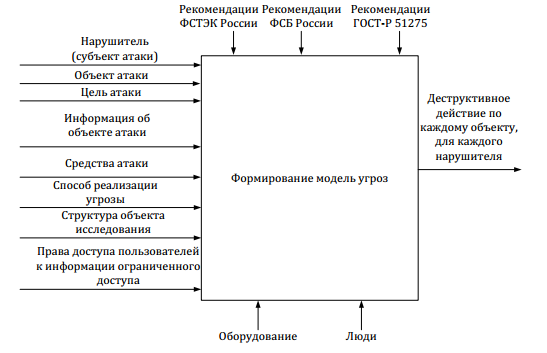 Рекомендации
ФСТЭК России
Рекомендации
ФСБ России
Рекомендации
ГОСТ-Р 51275
Нарушитель
(субъект атаки)
Объект атаки
Цель атаки
Информация об
объекте атаки
Средства атаки
Способ реализации
угрозы
Структура объекта
исследования
Права доступа пользователей
к информации ограниченного
доступа
Формирование модель угроз
Деструктивное
действие по
каждому объекту,
для каждого
нарушителя
Оборудование
Люди